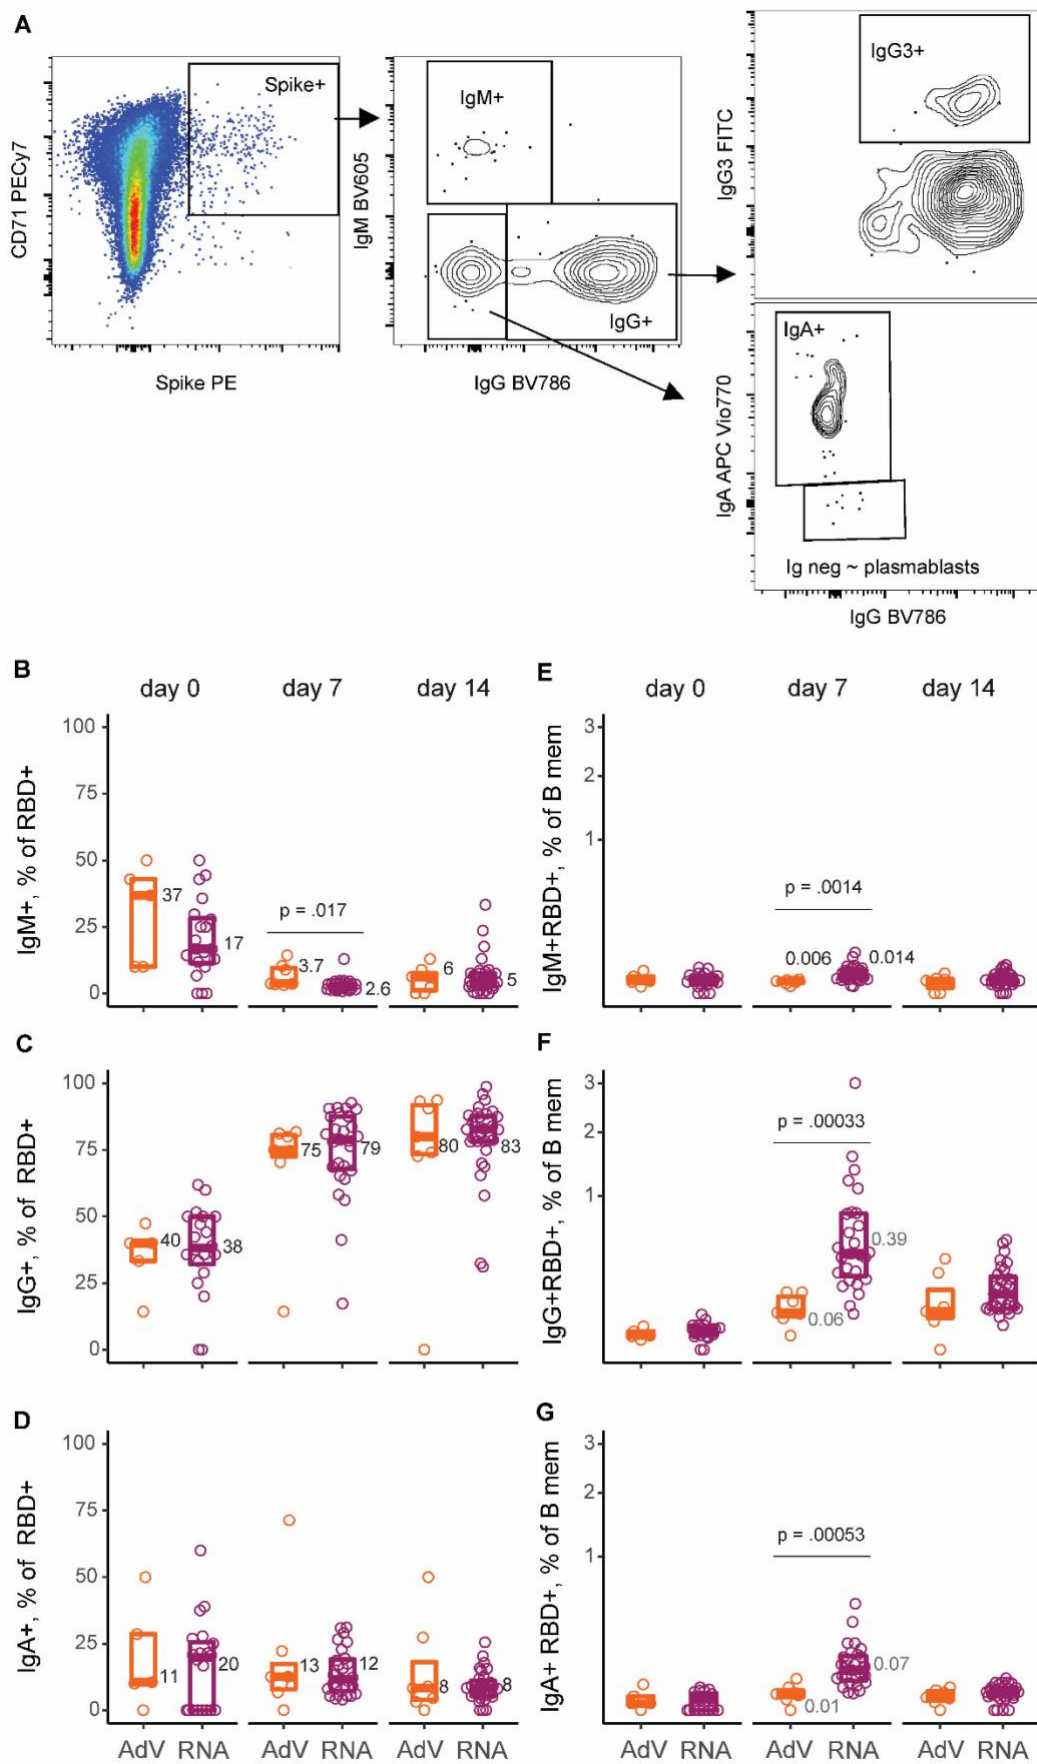 A
CD71 PECy7
Spike+
Spike PE
IgM BV605
IgM+
IgG+
IgG BV786
IgG3 FITC
IgG3+
IgA APC Vio770
IgA+
Ig neg ~ plasmablasts
IgG BV786
B
day 0 day 7 day 14
IgM+, % of RBD+
100
75
50
25
0
37
17
p = .017
3.7
2.6
6
5
E
day 0 day 7 day 14
IgM+RBD+, % of B mem
3
2
1
p = .0014
0.006 0.014
C
IgG+, % of RBD+
100
75
50
25
0
40
38
75
79
80
83
F
IgG+RBD+, % of B mem
3
2
1
p = .00033
0.39
0.06
D
IgA+, % of RBD+
100
75
50
25
0
11
20
13
12
8
8
AdV RNA AdV RNA AdV RNA
G
IgA+ RBD+, % of B mem
3
2
1
p = .00053
0.07
0.01
AdV RNA AdV RNA AdV RNA